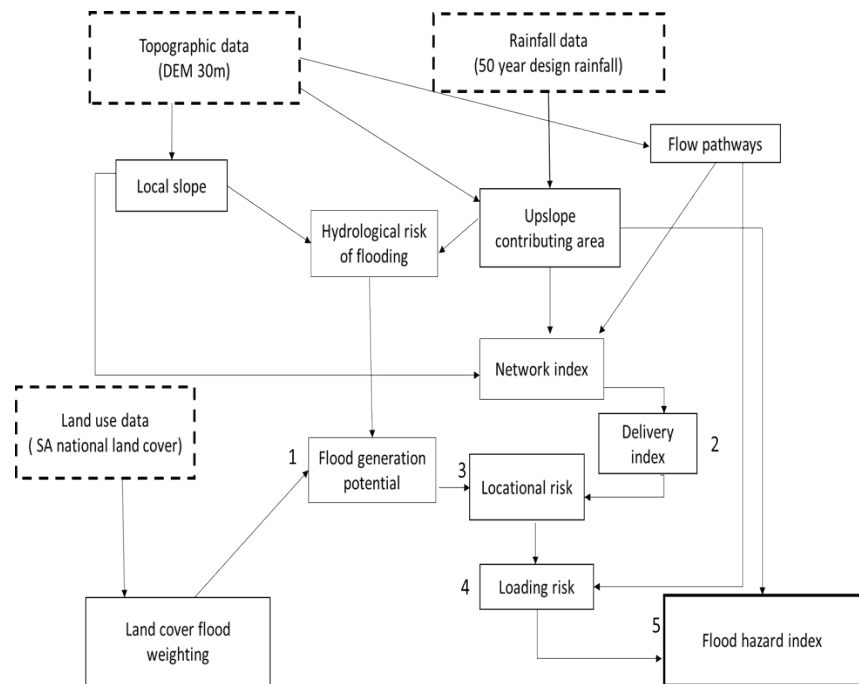 Topographic data
(DEM 30m)
Rainfall data
(50 year design rainfall)
Flow pathways
Local slope
Hydrological risk
of flooding
Upslope
contributing area
Network index
Land use data
( SA national land cover)
Delivery
index
2
1
Flood generation
potential
3
Locational risk
4
Loading risk
Land cover flood
weighting
5
Flood hazard index